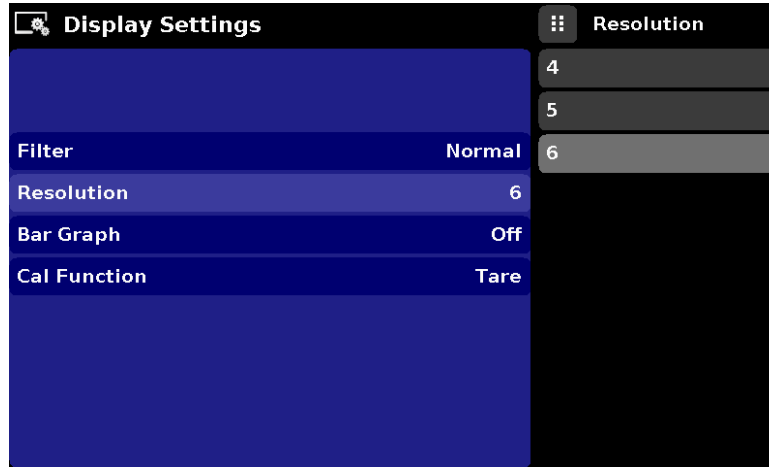 Display Settings
Filter Normal
Resolution 6
Bar Graph Off
Cal Function Tare
Resolution
4
5
6